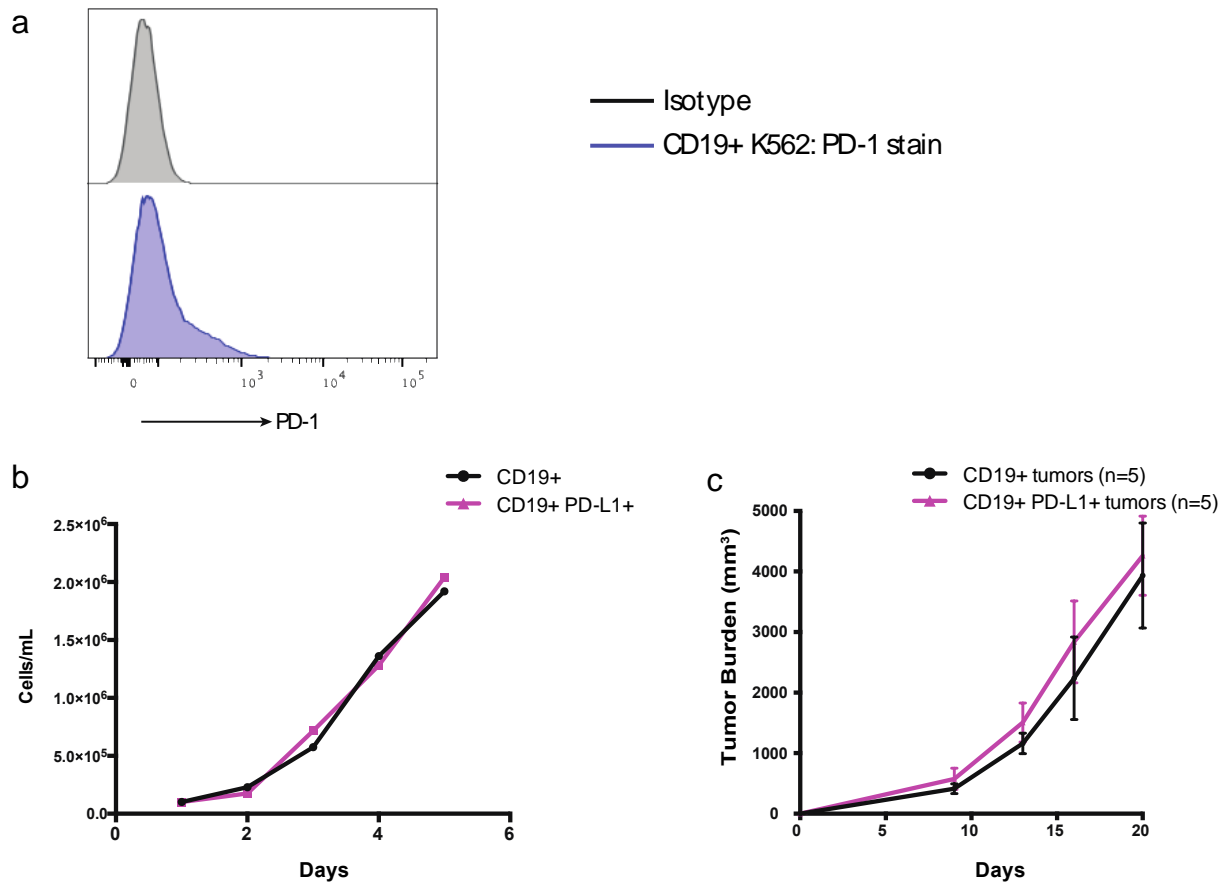 a
Isotype
CD19+ K562: PD-1 stain
0 10³ 10⁴ 10⁵
PD-1
b
CD19+
CD19+ PD-L1+
2.5×10⁶
2.0×10⁶
1.5×10⁶
1.0×10⁶
5.0×10⁵
0.0
Cells/mL
0 2 4 6
Days
c
CD19+ tumors (n=5)
CD19+ PD-L1+ tumors (n=5)
5000
4000
3000
2000
1000
0
Tumor Burden (mm³)
0 5 10 15 20
Days